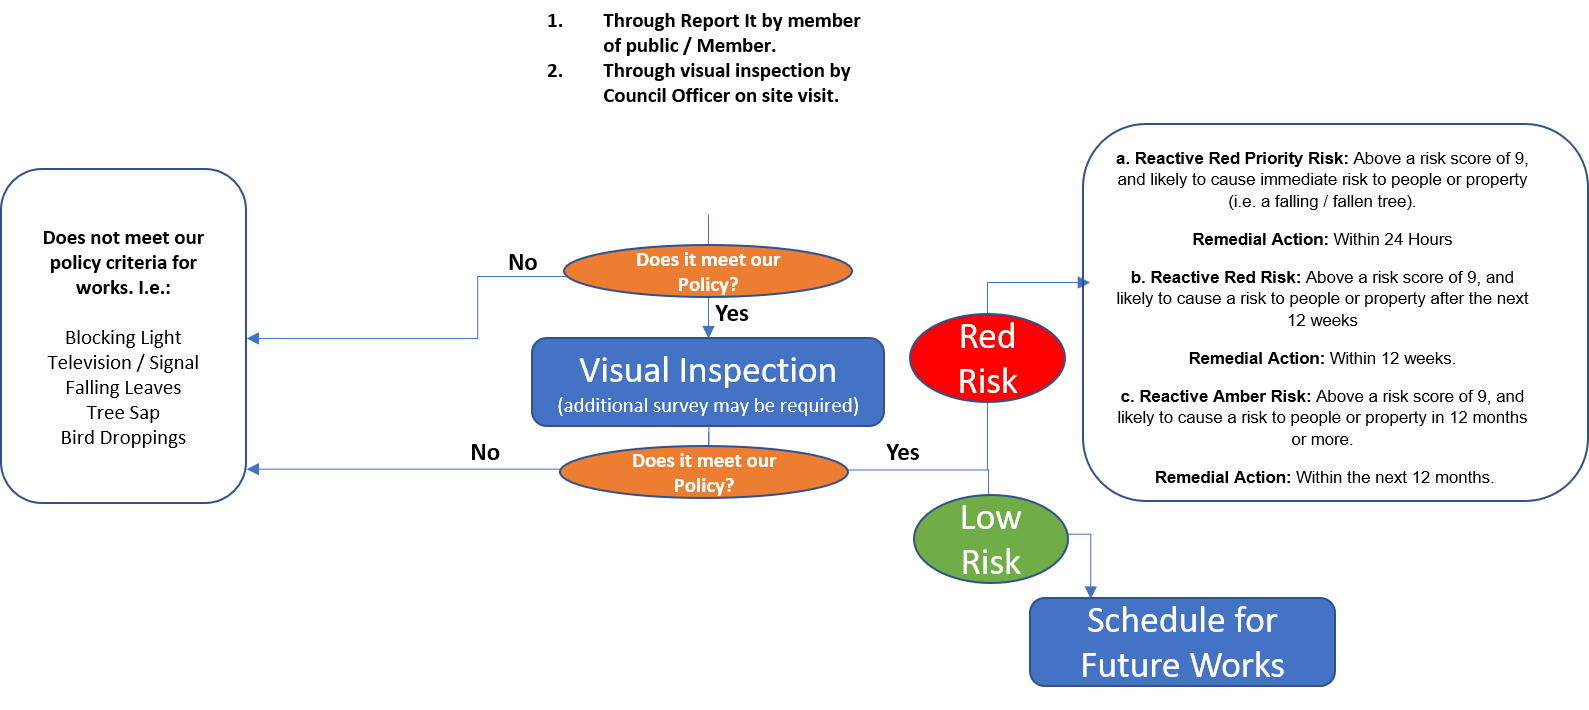 1. Through Report It by member
of public / Member.
2. Through visual inspection by
Council Officer on site visit.
Does not meet our
policy criteria for
works. I.e.:
Blocking Light
Television / Signal
Falling Leaves
Tree Sap
Bird Droppings
No
Does it meet our
Policy?
Yes
Visual Inspection
(additional survey may be required)
No
Does it meet our
Policy?
Yes
Red
Risk
a. Reactive Red Priority Risk: Above a risk score of 9,
and likely to cause immediate risk to people or property
(i.e. a falling / fallen tree).
Remedial Action: Within 24 Hours
b. Reactive Red Risk: Above a risk score of 9, and
likely to cause a risk to people or property after the next
12 weeks
Remedial Action: Within 12 weeks.
c. Reactive Amber Risk: Above a risk score of 9, and
likely to cause a risk to people or property in 12 months
or more.
Remedial Action: Within the next 12 months.
Low
Risk
Schedule for
Future Works